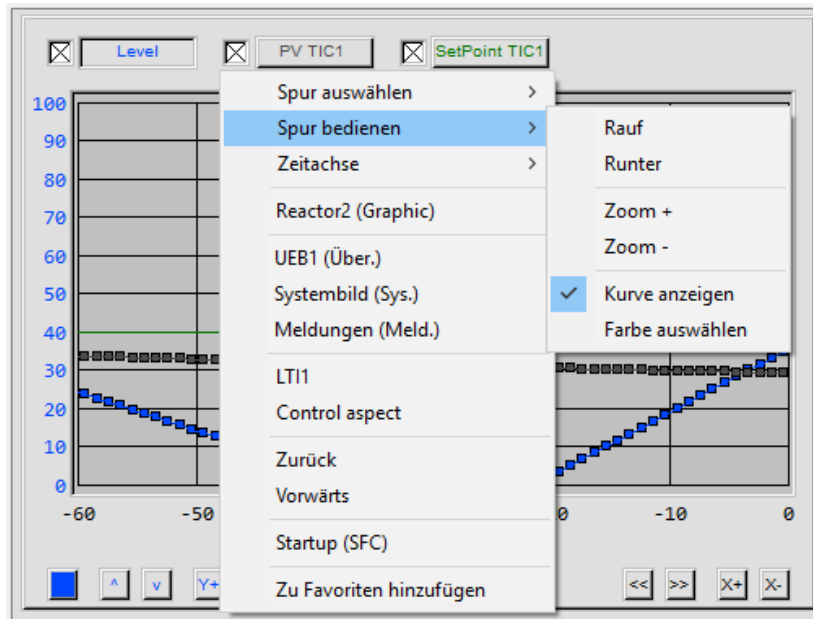 Level PV TIC1 SetPoint TIC1
Spur auswählen >
Spur bedienen >
Zeitachse >
Reactor2 (Graphic)
UEB1 (Über.)
Systembild (Sys.)
Meldungen (Meld.)
LTI1
Control aspect
Zurück
Vorwärts
Startup (SFC)
Zu Favoriten hinzufügen
Rauf
Runter
Zoom +
Zoom -
Kurve anzeigen
Farbe auswählen
100
90
80
70
60
50
40
30
20
10
0
-60 -50 0 -10 0
^ v Y+ << >> X+ X-